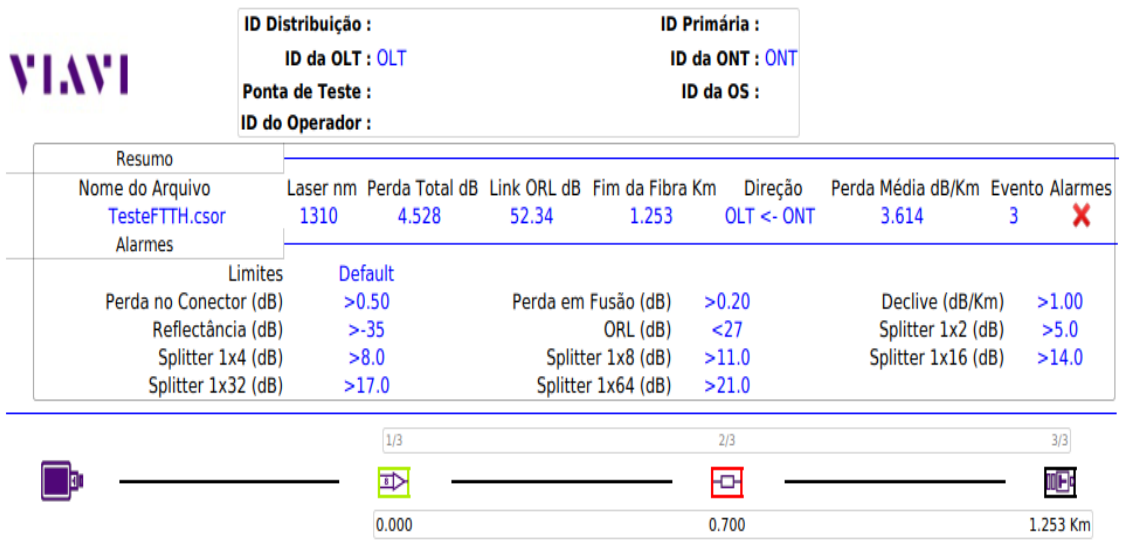 VIAVI
ID Distribuição : ID Primária :
ID da OLT : OLT ID da ONT : ONT
Ponta de Teste : ID da OS :
ID do Operador :
Resumo
Nome do Arquivo Laser nm Perda Total dB Link ORL dB Fim da Fibra Km Direção Perda Média dB/Km Evento Alarmes
TesteFTTH.csor 1310 4.528 52.34 1.253 OLT <- ONT 3.614 3
Alarmes
Limites Default
Perda no Conector (dB) >0.50 Perda em Fusão (dB) >0.20 Declive (dB/Km) >1.00
Reflectância (dB) >-35 ORL (dB) <27 Splitter 1x2 (dB) >5.0
Splitter 1x4 (dB) >8.0 Splitter 1x8 (dB) >11.0 Splitter 1x16 (dB) >14.0
Splitter 1x32 (dB) >17.0 Splitter 1x64 (dB) >21.0
1/3 2/3 3/3
8
0.000 0.700 1.253 Km